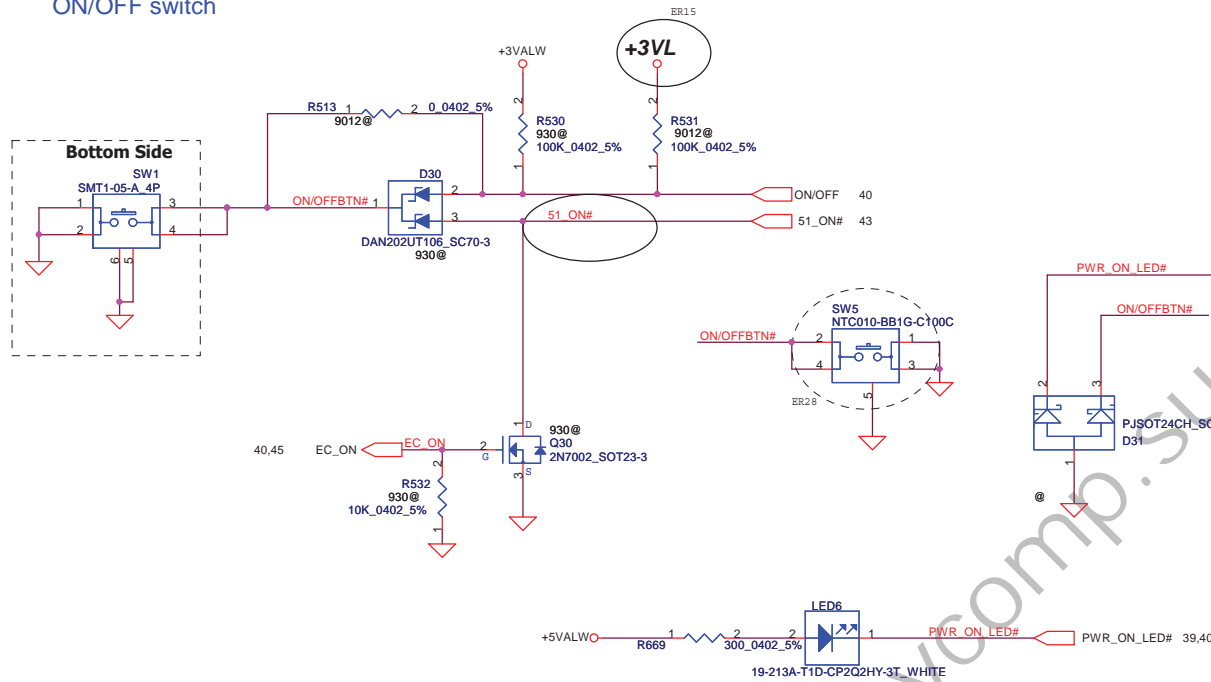 ON/OFF switch
ER15
+3VALW
+3VL
R513
1
2
0_0402_5%
9012@
2
R530
930@
100K_0402_5%
1
2
R531
9012@
100K_0402_5%
1
Bottom Side
SW1
SMT1-05-A_4P
1
3
2
4
6
5
ON/OFFBTN#
1
D30
2
3
DAN202UT106_SC70-3
930@
ON/OFF
40
51_ON#
51_ON#
43
PWR_ON_LED#
ON/OFFBTN#
SW5
NTC010-BB1G-C100C
ON/OFFBTN#
2
1
4
3
5
ER28
2
3
PJSOT24CH_SC
D31
1
@
40,45
EC_ON
EC_ON
2
G
1
D
930@
Q30
2N7002_SOT23-3
3
S
2
R532
930@
10K_0402_5%
1
LED6
+5VALW
1
R669
2
300_0402_5%
2
1
PWR_ON_LED#
PWR_ON_LED#
39,40
19-213A-T1D-CP2Q2HY-3T_WHITE
ycomp.su